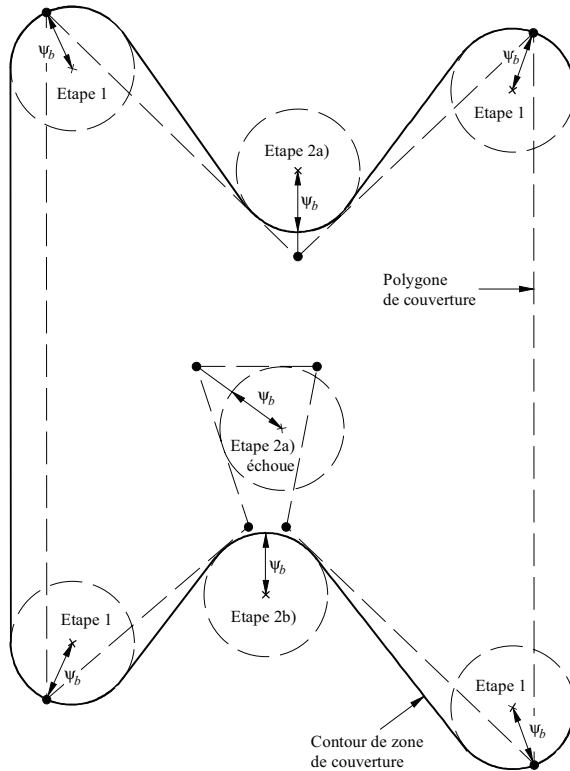 ψb
Etape 1
ψb
Etape 1
Etape 2a)
ψb
Polygone
de couverture
ψb
Etape 2a)
échoue
Etape 1
ψb
ψb
Etape 2b)
Etape 1
ψb
Contour de zone
de couverture